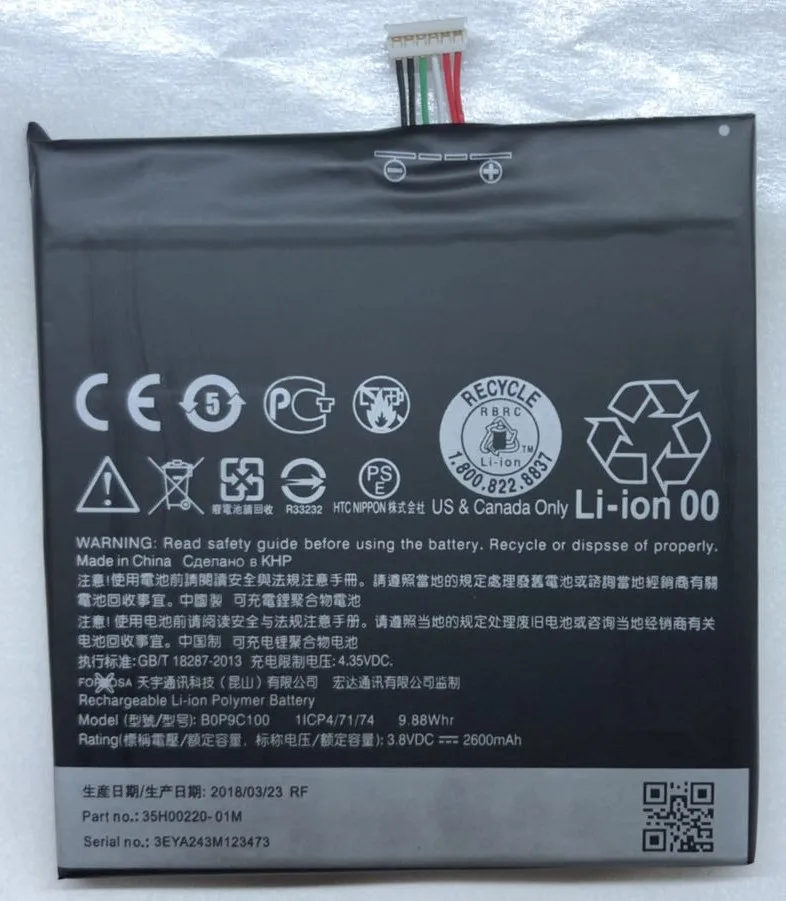 CE 5 PCT
RECYCLE
RBRC
Li-ion TM
1.800.822.8837
廢電池請回收 R33232 PSE HTC NIPPON 株式会社 US & Canada Only Li-ion 00
WARNING: Read safety guide before using the battery. Recycle or dispsse of properly.
Made in China Сделано в КНР
注意!使用電池前請閱讀安全與法規注意手冊。請遵照當地的規定處理廢舊電池或諮詢當地經銷商有關
電池回收事宜。中國製 可充電鋰聚合物電池
注意!使用电池前请阅读安全与法规注意手册。请遵照当地的规定处理废旧电池或咨询当地经销商有关
电池回收事宜。中国制 可充电锂聚合物电池
执行标准: GB/T 18287-2013 充电限制电压: 4.35VDC.
FORMOSA 天宇通讯科技（昆山）有限公司 宏达通讯有限公司监制
Rechargeable Li-ion Polymer Battery
Model (型號/型号): B0P9C100 1ICP4/71/74 9.88Whr
Rating(標稱電壓/額定容量, 标称电压/额定容量): 3.8VDC 2600mAh
生産日期/生产日期: 2018/03/23 RF
Part no.: 35H00220-01M
Serial no.: 3EYA243M123473